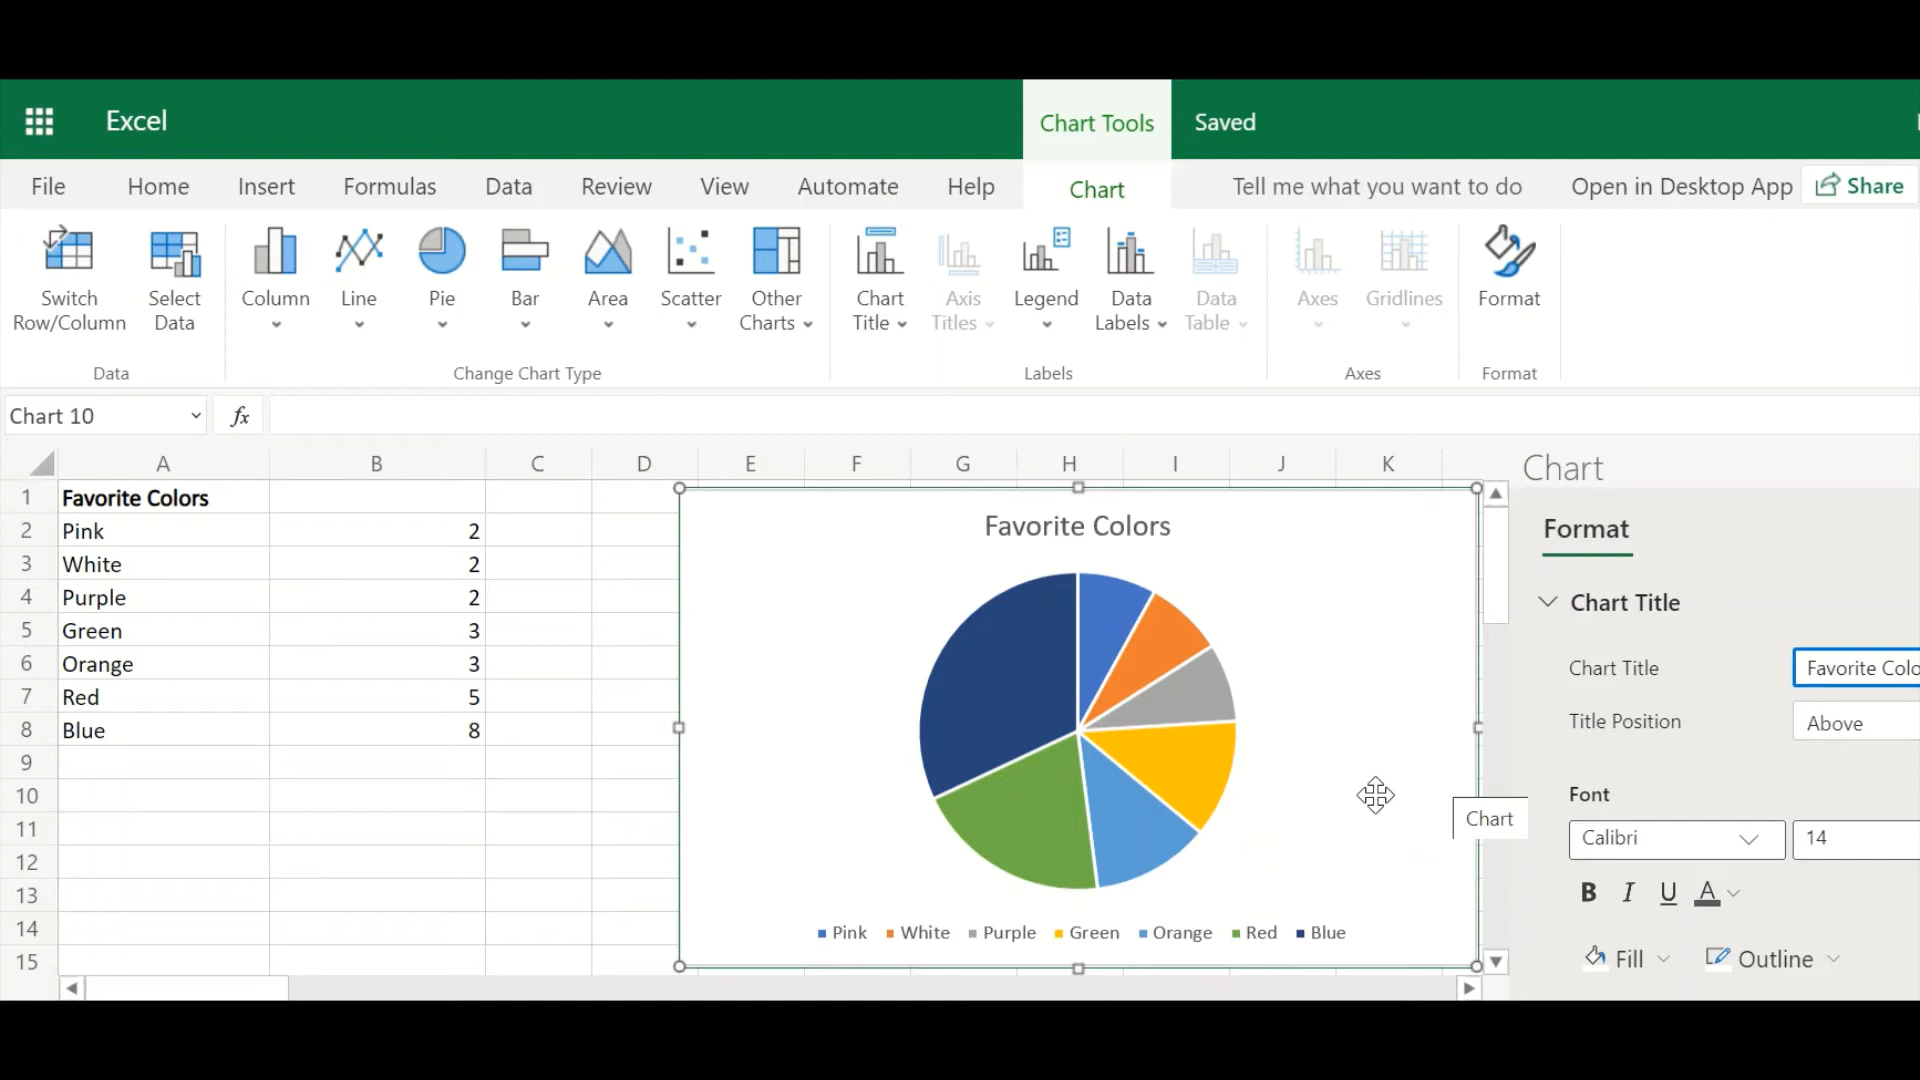 Excel Chart Tools Saved
File Home Insert Formulas Data Review View Automate Help Chart Tell me what you want to do Open in Desktop App Share
Switch Row/Column
Select Data
Column
Line
Pie
Bar
Area
Scatter
Other Charts
Chart Title
Axis Titles
Legend
Data Labels
Data Table
Axes
Gridlines
Format
Data Change Chart Type Labels Axes Format
Chart 10 fx
A B C D E F G H I J K
1 Favorite Colors
2 Pink 2
3 White 2
4 Purple 2
5 Green 3
6 Orange 3
7 Red 5
8 Blue 8
9
10
11
12
13
14
15
Favorite Colors
Pink White Purple Green Orange Red Blue
Chart
Chart
Format
Chart Title
Chart Title Favorite Colo
Title Position Above
Font
Calibri 14
B I U A
Fill Outline